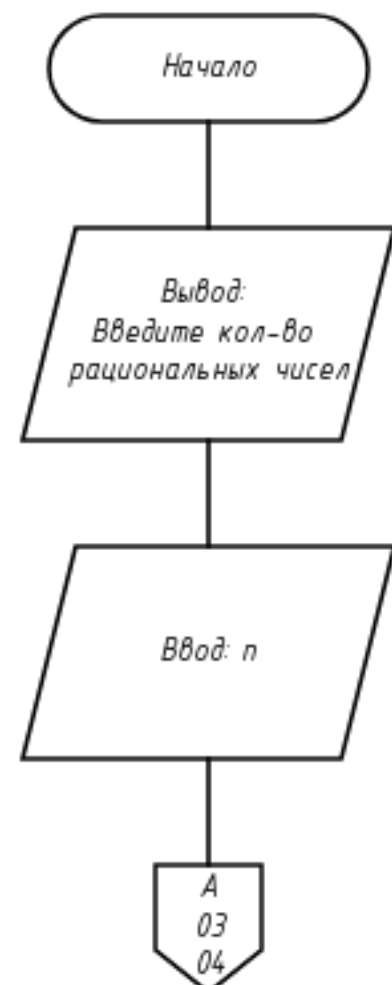 Начало
Вывод:
Введите кол-во
рациональных чисел
Ввод: n
А
03
04